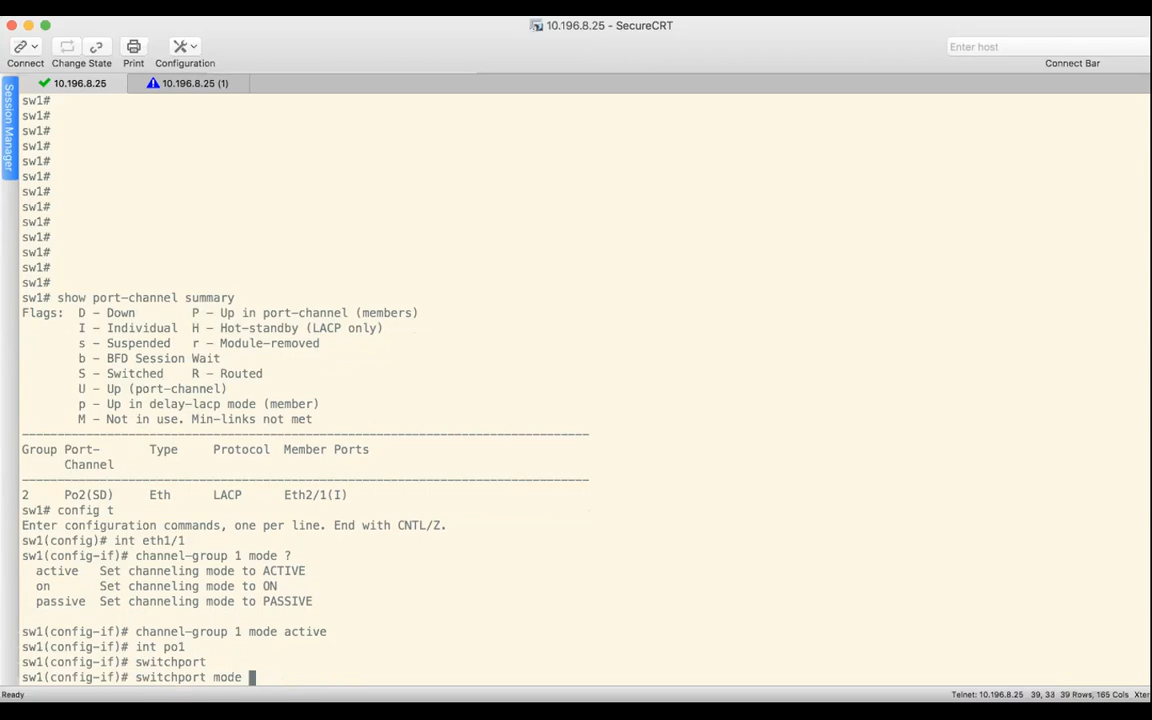 10.196.8.25 - SecureCRT
Enter host
Connect Change State Print Configuration Connect Bar
10.196.8.25 10.196.8.25 (1)
Session Manager
sw1#
sw1#
sw1#
sw1#
sw1#
sw1#
sw1#
sw1#
sw1#
sw1#
sw1#
sw1#
sw1#
sw1# show port-channel summary
Flags:  D - Down        P - Up in port-channel (members)
        I - Individual  H - Hot-standby (LACP only)
        s - Suspended   r - Module-removed
        b - BFD Session Wait
        S - Switched    R - Routed
        U - Up (port-channel)
        p - Up in delay-lacp mode (member)
        M - Not in use. Min-links not met
--------------------------------------------------------------------------------
Group Port-       Type     Protocol  Member Ports
      Channel
--------------------------------------------------------------------------------
2     Po2(SD)     Eth      LACP      Eth2/1(I)
sw1# config t
Enter configuration commands, one per line. End with CNTL/Z.
sw1(config)# int eth1/1
sw1(config-if)# channel-group 1 mode ?
  active   Set channeling mode to ACTIVE
  on       Set channeling mode to ON
  passive  Set channeling mode to PASSIVE
sw1(config-if)# channel-group 1 mode active
sw1(config-if)# int po1
sw1(config-if)# switchport
sw1(config-if)# switchport mode
Ready Telnet: 10.196.8.25 39, 33 39 Rows, 165 Cols Xter